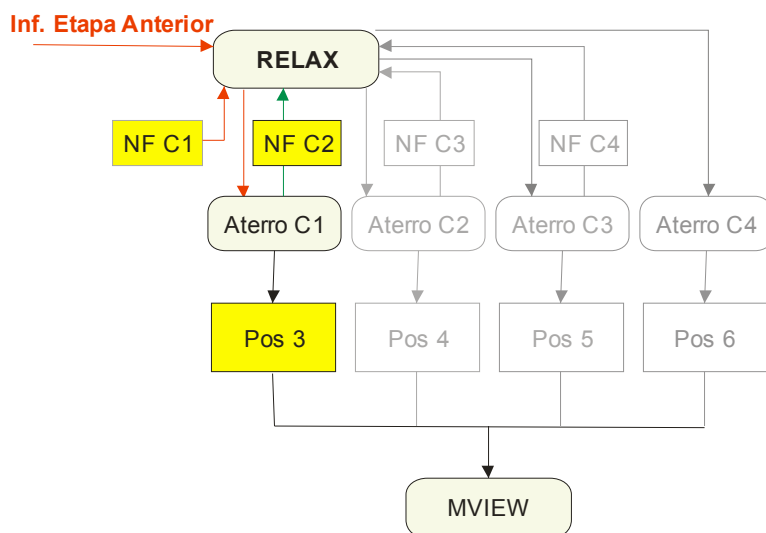 Inf. Etapa Anterior
RELAX
NF C1
NF C2
NF C3
NF C4
Aterro C1
Aterro C2
Aterro C3
Aterro C4
Pos 3
Pos 4
Pos 5
Pos 6
MVIEW